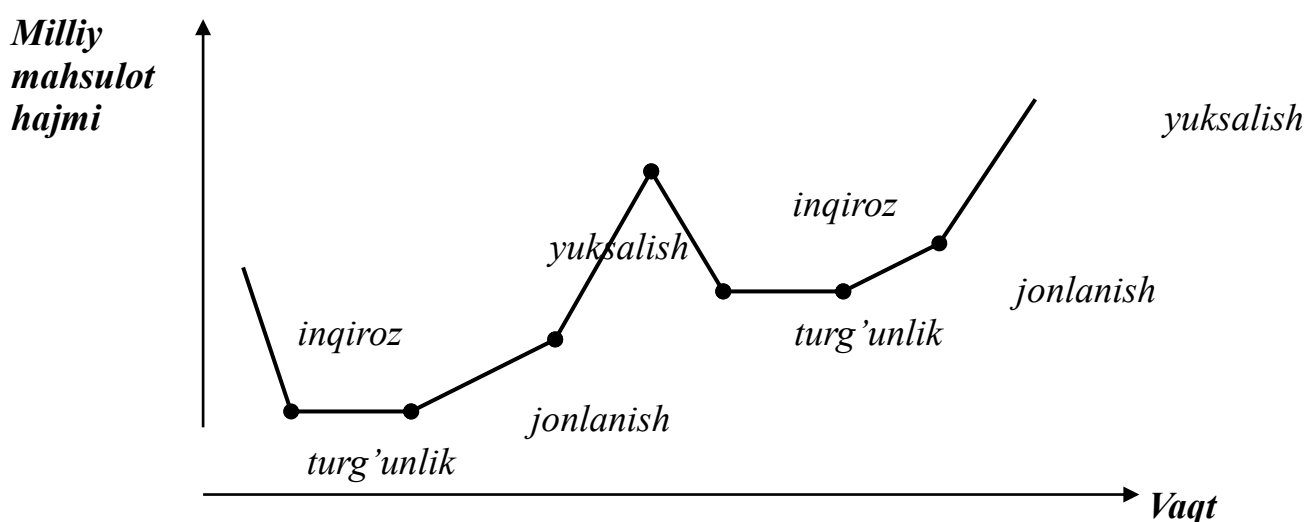 Milliy
mahsulot
hajmi
yuksalish
inqiroz
yuksalish
jonlanish
inqiroz
turg’unlik
jonlanish
turg’unlik
Vaqt